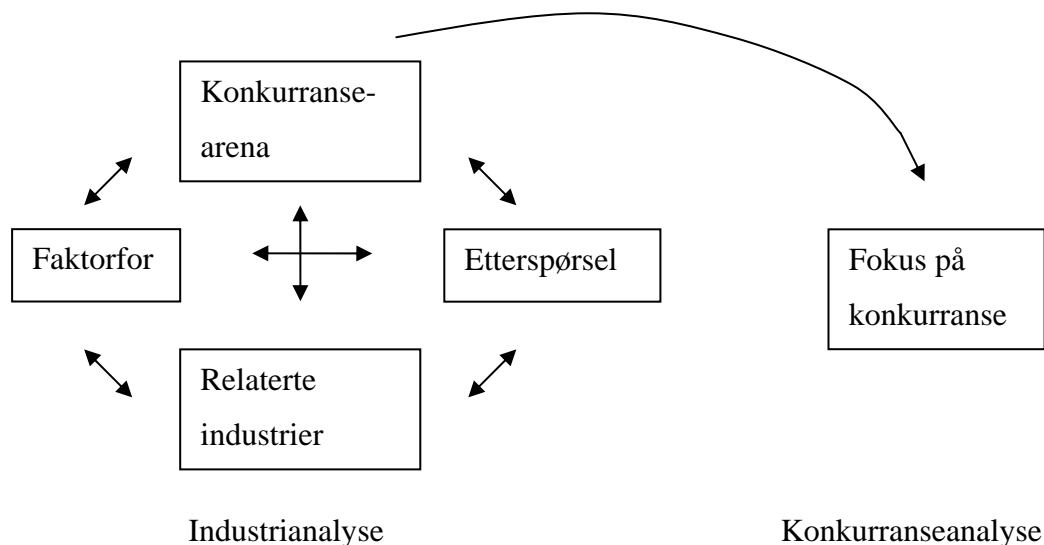 Konkurranse-
arena
Faktorfor
Etterspørsel
Fokus på
konkurranse
Relaterte
industrier
Industrianalyse
Konkurranseanalyse